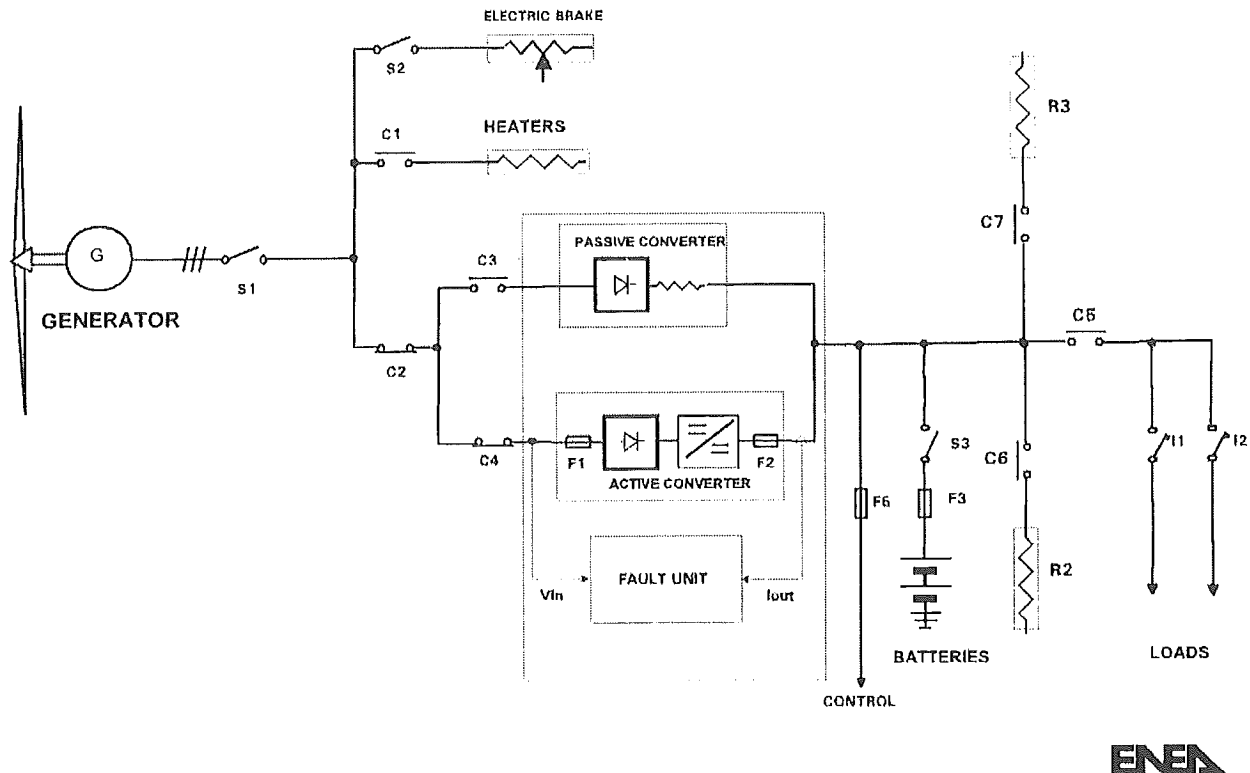 ELECTRIC BRAKE
S2
R3
C1
HEATERS
C7
PASSIVE CONVERTER
G
C3
S1
C5
GENERATOR
C2
S3
I1
I2
C4
F1
F2
C6
ACTIVE CONVERTER
F6
F3
FAULT UNIT
R2
Vin
Iout
BATTERIES
LOADS
CONTROL
ENEA